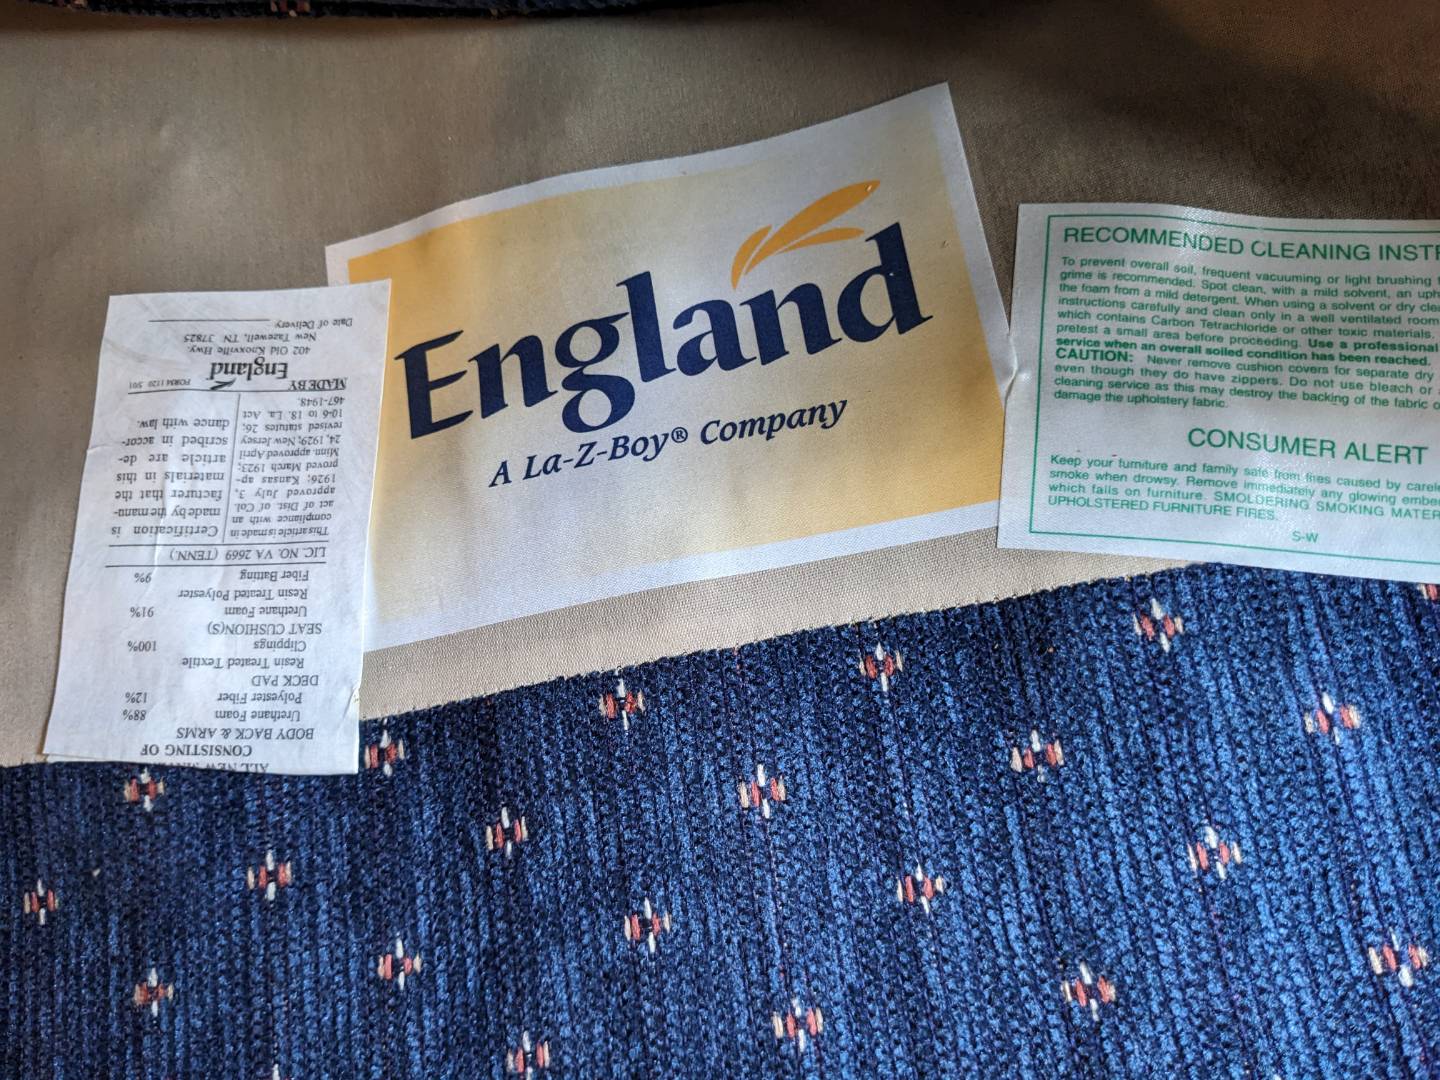 England
A La-Z-Boy® Company
ALL NEW
CONSISTING OF
BODY BACK & ARMS
Urethane Foam 88%
Polyester Fiber 12%
DECK PAD
Resin Treated Textile
Clippings 100%
SEAT CUSHION(S)
Urethane Foam 91%
Resin Treated Polyester
Fiber Batting 9%
LIC. NO. VA 2669 (TENN.)
This article is made in
compliance with an
act of Dist. of Col.
approved July 3,
1926; Kansas ap-
proved March 1923;
Minn approved April
24, 1929; New Jersey
revised statutes 26;
10-6 to 18. La. Act
467-1948.
Certification is
made by the manu-
facturer that the
materials in this
article are de-
scribed in accor-
dance with law.
MADE BY FORM 1120 5/01
England
402 Old Knoxville Hwy.
New Tazewell, TN 37825
Date of Delivery
RECOMMENDED CLEANING INSTR
To prevent overall soil, frequent vacuuming or light brushing
grime is recommended. Spot clean, with a mild solvent, an uph
the foam from a mild detergent. When using a solvent or dry clea
instructions carefully and clean only in a well ventilated room
which contains Carbon Tetrachloride or other toxic materials.
pretest a small area before proceeding. Use a professional
service when an overall soiled condition has been reached.
CAUTION: Never remove cushion covers for separate dry
even though they do have zippers. Do not use bleach or
cleaning service as this may destroy the backing of the fabric o
damage the upholstery fabric.
CONSUMER ALERT
Keep your furniture and family safe from fires caused by carele
smoke when drowsy. Remove immediately any glowing embe
which falls on furniture. SMOLDERING SMOKING MATER
UPHOLSTERED FURNITURE FIRES.
S-W